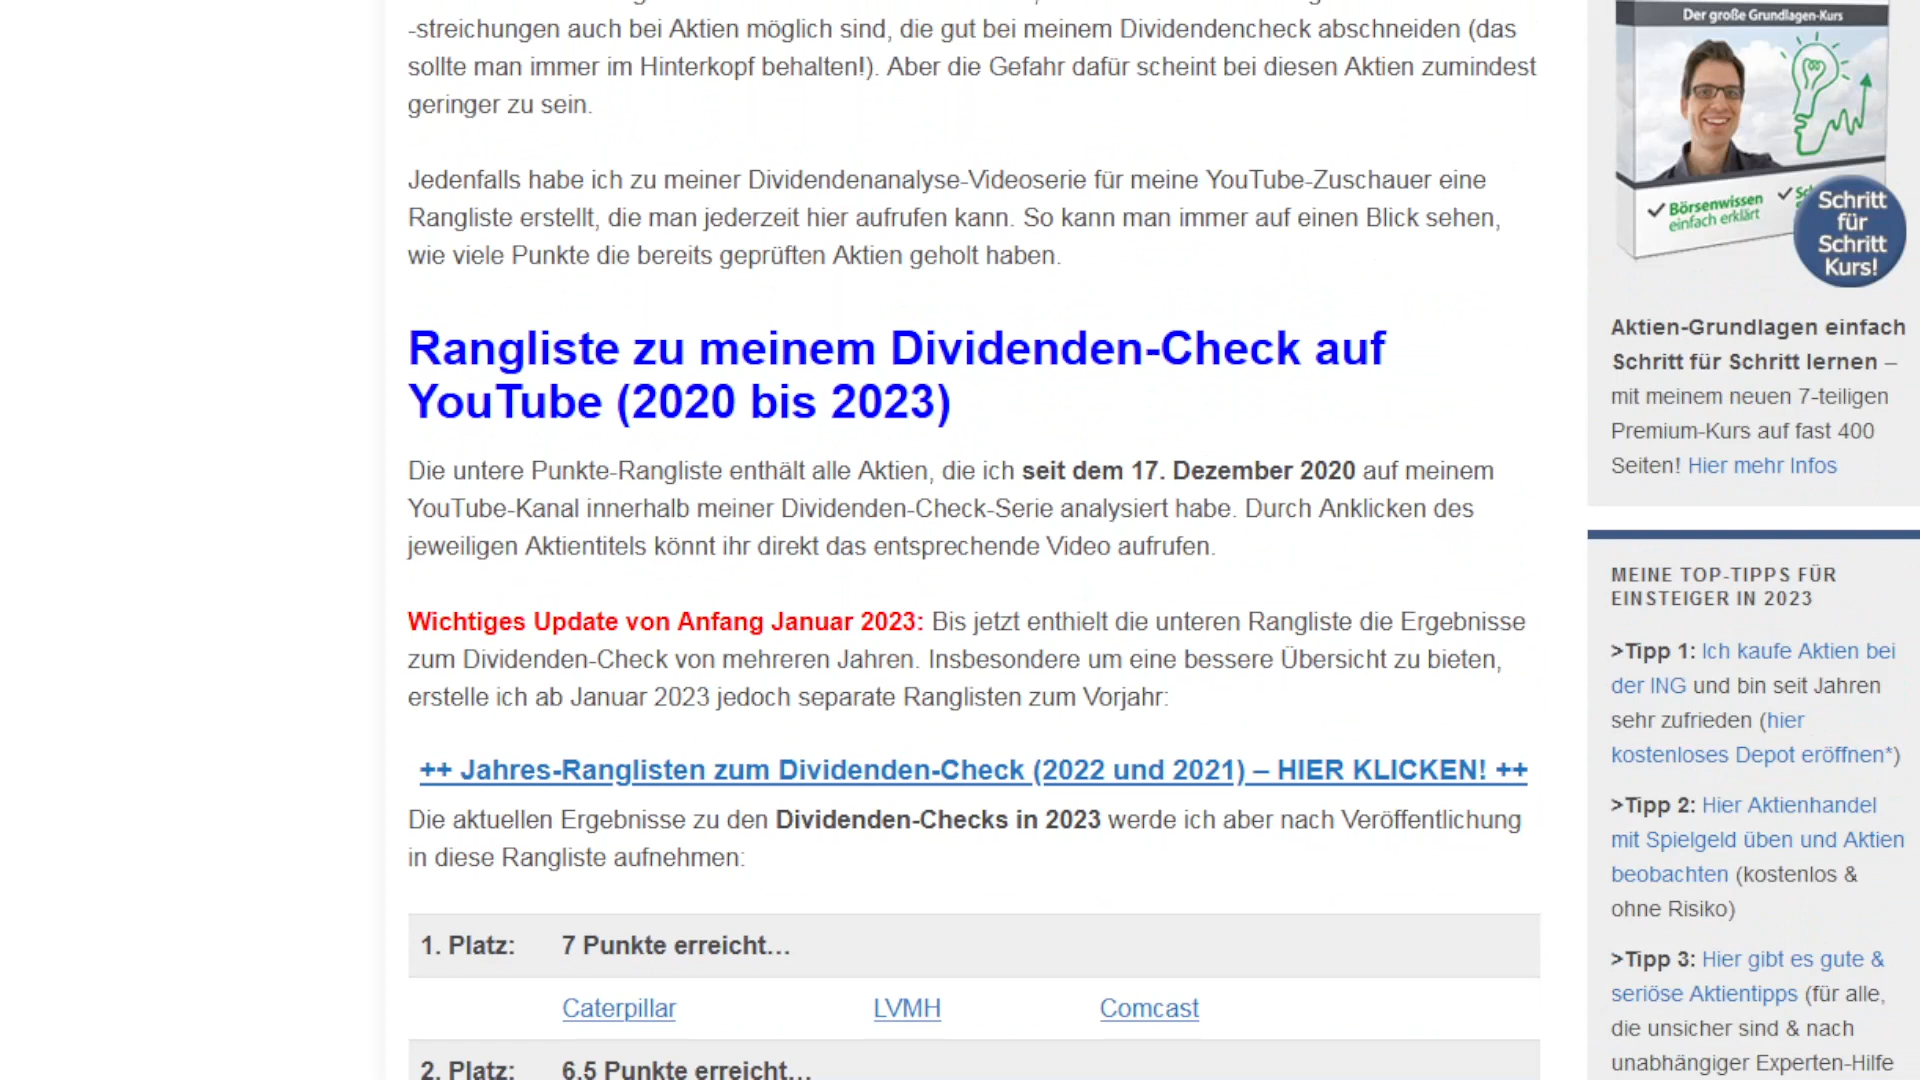 -streichungen auch bei Aktien möglich sind, die gut bei meinem Dividendencheck abschneiden (das
sollte man immer im Hinterkopf behalten!). Aber die Gefahr dafür scheint bei diesen Aktien zumindest
geringer zu sein.
Jedenfalls habe ich zu meiner Dividendenanalyse-Videoserie für meine YouTube-Zuschauer eine
Rangliste erstellt, die man jederzeit hier aufrufen kann. So kann man immer auf einen Blick sehen,
wie viele Punkte die bereits geprüften Aktien geholt haben.
Rangliste zu meinem Dividenden-Check auf
YouTube (2020 bis 2023)
Die untere Punkte-Rangliste enthält alle Aktien, die ich seit dem 17. Dezember 2020 auf meinem
YouTube-Kanal innerhalb meiner Dividenden-Check-Serie analysiert habe. Durch Anklicken des
jeweiligen Aktientitels könnt ihr direkt das entsprechende Video aufrufen.
Wichtiges Update von Anfang Januar 2023: Bis jetzt enthielt die unteren Rangliste die Ergebnisse
zum Dividenden-Check von mehreren Jahren. Insbesondere um eine bessere Übersicht zu bieten,
erstelle ich ab Januar 2023 jedoch separate Ranglisten zum Vorjahr:
++ Jahres-Ranglisten zum Dividenden-Check (2022 und 2021) – HIER KLICKEN! ++
Die aktuellen Ergebnisse zu den Dividenden-Checks in 2023 werde ich aber nach Veröffentlichung
in diese Rangliste aufnehmen:
1. Platz: 7 Punkte erreicht…
Caterpillar LVMH Comcast
2. Platz: 6,5 Punkte erreicht…
Der große Grundlagen-Kurs
✓ Börsenwissen
einfach erklärt
Schritt
für
Schritt
Kurs!
Aktien-Grundlagen einfach
Schritt für Schritt lernen –
mit meinem neuen 7-teiligen
Premium-Kurs auf fast 400
Seiten! Hier mehr Infos
MEINE TOP-TIPPS FÜR
EINSTEIGER IN 2023
>Tipp 1: Ich kaufe Aktien bei
der ING und bin seit Jahren
sehr zufrieden (hier
kostenloses Depot eröffnen*)
>Tipp 2: Hier Aktienhandel
mit Spielgeld üben und Aktien
beobachten (kostenlos &
ohne Risiko)
>Tipp 3: Hier gibt es gute &
seriöse Aktientipps (für alle,
die unsicher sind & nach
unabhängiger Experten-Hilfe